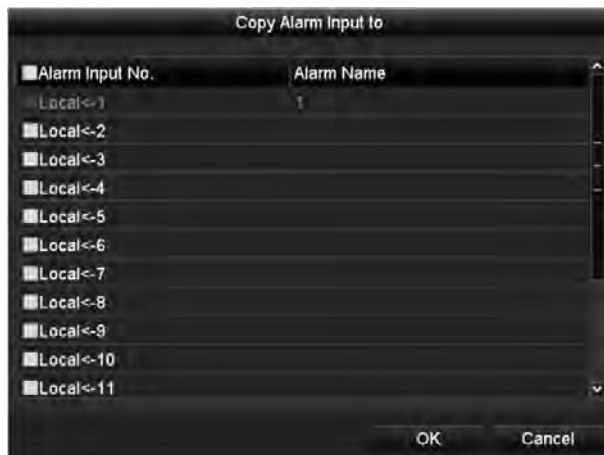 Copy Alarm Input to
Alarm Input No. Alarm Name
Local<-1 1
Local<-2
Local<-3
Local<-4
Local<-5
Local<-6
Local<-7
Local<-8
Local<-9
Local<-10
Local<-11
OK Cancel